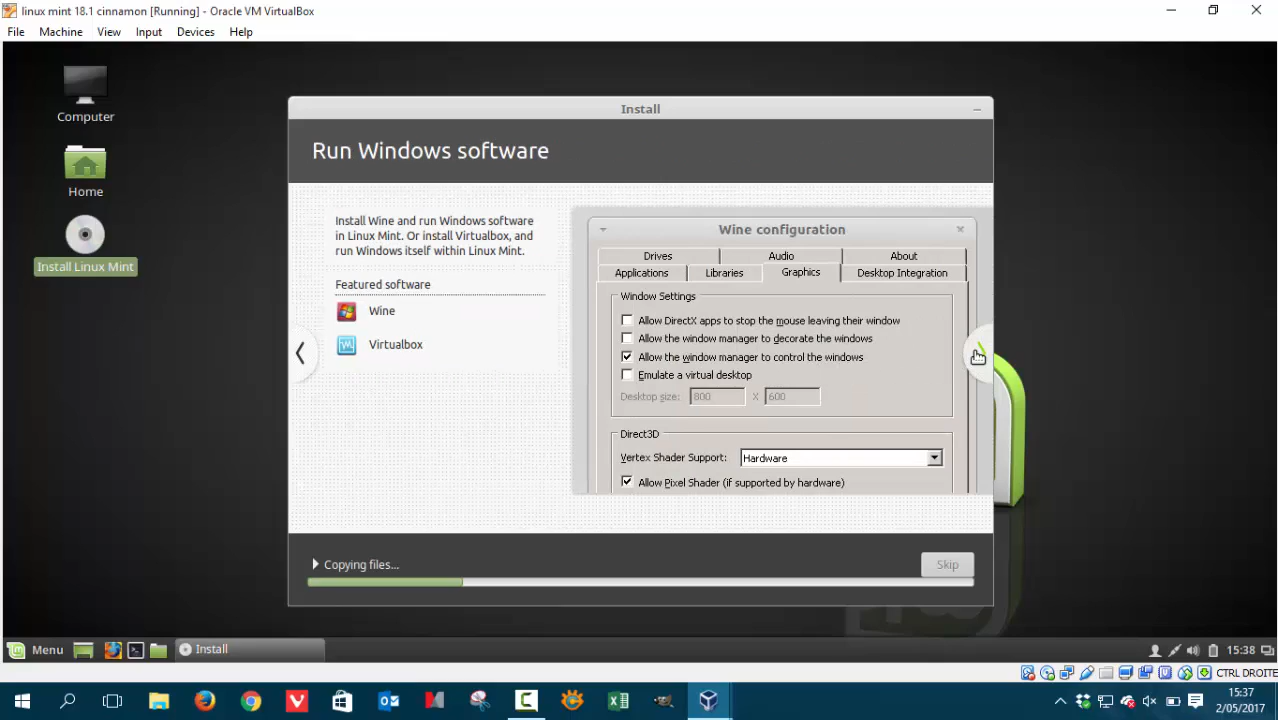 linux mint 18.1 cinnamon [Running] - Oracle VM VirtualBox
File Machine View Input Devices Help
Computer
Home
Install Linux Mint
Install
Run Windows software
Install Wine and run Windows software
in Linux Mint. Or install Virtualbox, and
run Windows itself within Linux Mint.
Featured software
Wine
Virtualbox
Wine configuration
Drives Audio About
Applications Libraries Graphics Desktop Integration
Window Settings
Allow DirectX apps to stop the mouse leaving their window
Allow the window manager to decorate the windows
Allow the window manager to control the windows
Emulate a virtual desktop
Desktop size: 800 X 600
Direct3D
Vertex Shader Support: Hardware
Allow Pixel Shader (if supported by hardware)
Copying files...
Skip
Menu
Install
15:38
CTRL DROITE
15:37
2/05/2017